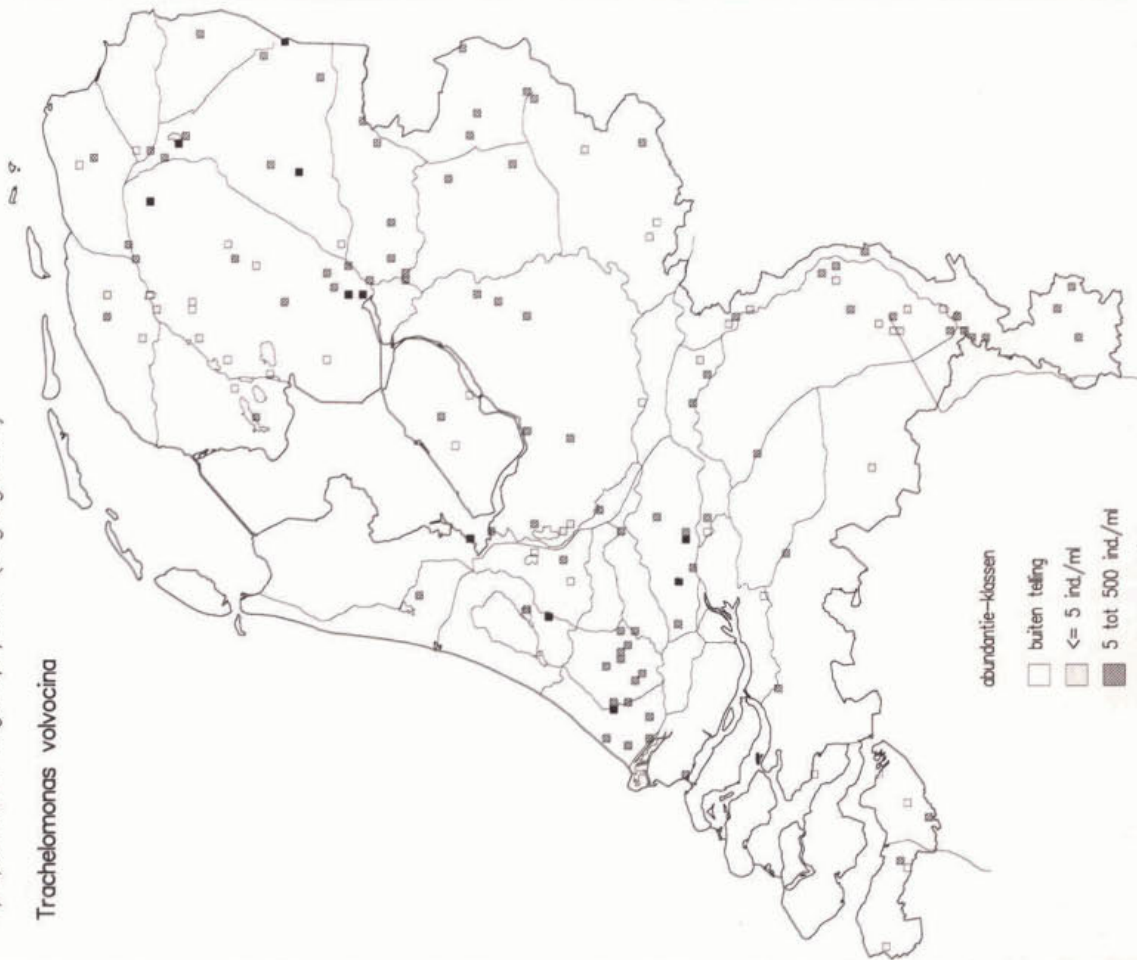 Trachelomonas volvocina
abundantie-klassen
buiten telling
<= 5 ind./ml
5 tot 500 ind./ml